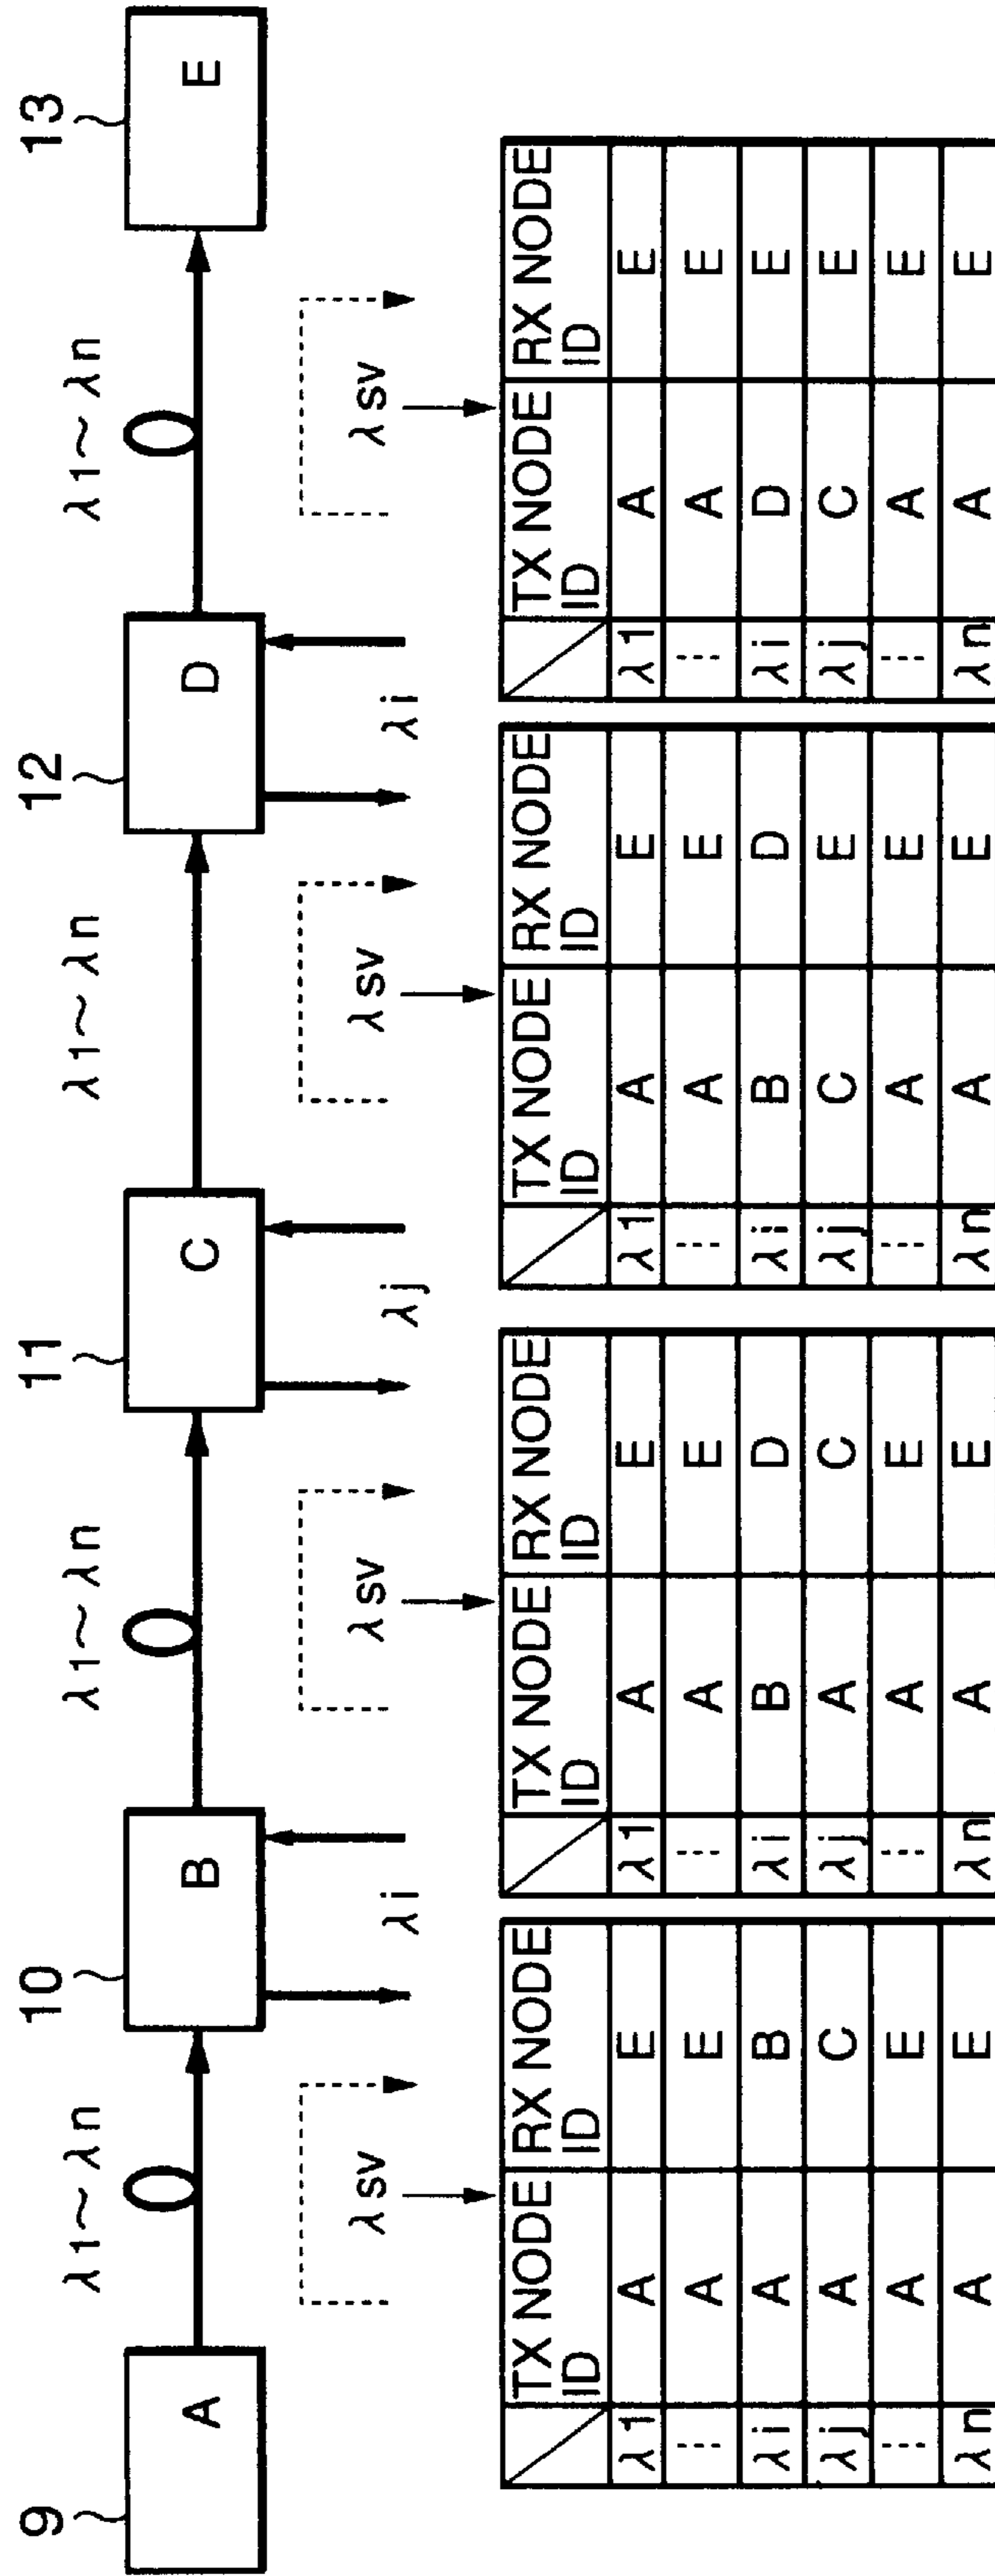 9
10
11
12
13
A
B
C
D
E
λ1~λn
λ1~λn
λ1~λn
λ1~λn
λi
λj
λi
λsv
λsv
λsv
λsv
TX NODE ID RX NODE ID
λ1 A E
⋮ A E
λi A B
λj A C
⋮ A E
λn A E
TX NODE ID RX NODE ID
λ1 A E
⋮ A E
λi B D
λj A C
⋮ A E
λn A E
TX NODE ID RX NODE ID
λ1 A E
⋮ A E
λi B D
λj C E
⋮ A E
λn A E
TX NODE ID RX NODE ID
λ1 A E
⋮ A E
λi D E
λj C E
⋮ A E
λn A E